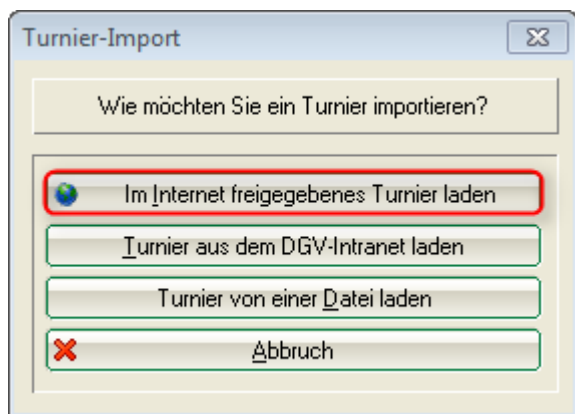 Turnier-Import
Wie möchten Sie ein Turnier importieren?
Im Internet freigegebenes Turnier laden
Turnier aus dem DGV-Intranet laden
Turnier von einer Datei laden
Abbruch